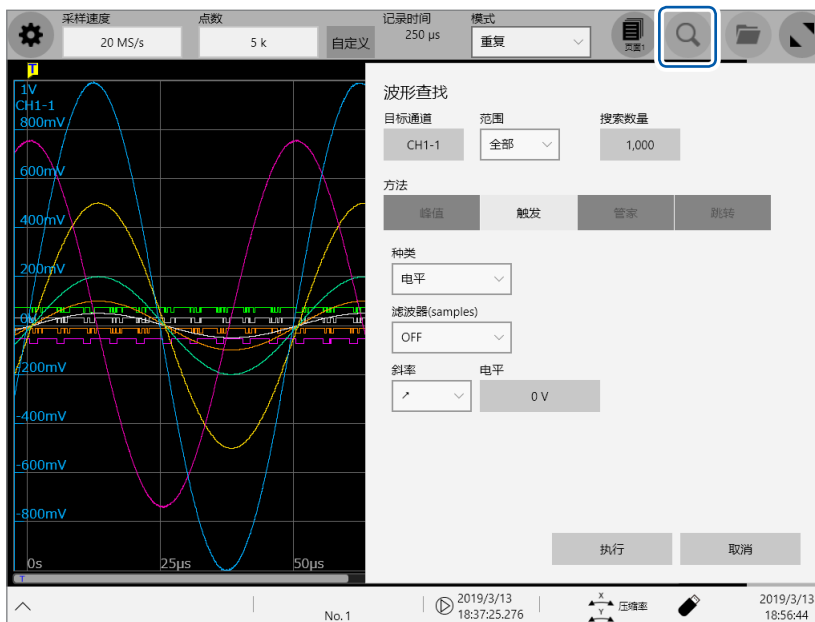 采样速度 点数 记录时间 模式
20 MS/s 5 k 自定义 250 μs 重复 页面1
T
1V
CH1-1
800mV
600mV
400mV
200mV
0V
-200mV
-400mV
-600mV
-800mV
0s 25μs 50μs
T
波形查找
目标通道 范围 搜索数量
CH1-1 全部 1,000
方法
峰值 触发 管家 跳转
种类
电平
滤波器(samples)
OFF
斜率 电平
↗ 0 V
执行 取消
No. 1
2019/3/13
18:37:25.276
X
Y
压缩率
2019/3/13
18:56:44